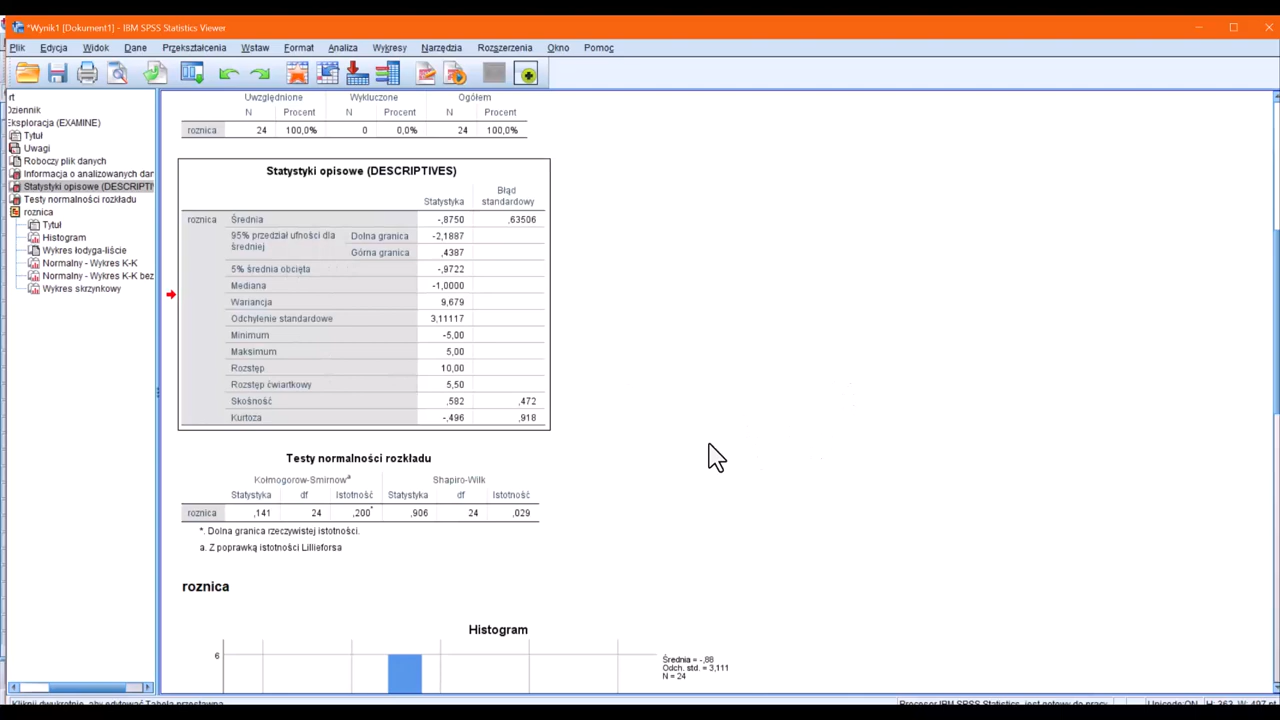 *Wynik1 [Dokument1] - IBM SPSS Statistics Viewer
Plik Edycja Widok Dane Przekształcenia Wstaw Format Analiza Wykresy Narzędzia Rozszerzenia Okno Pomoc
rt
Dziennik
Eksploracja (EXAMINE)
Tytuł
Uwagi
Roboczy plik danych
Informacja o analizowanych dan
Statystyki opisowe (DESCRIPTI
Testy normalności rozkładu
roznica
Tytuł
Histogram
Wykres łodyga-liście
Normalny - Wykres K-K
Normalny - Wykres K-K bez
Wykres skrzynkowy
Uwzględnione Wykluczone Ogółem
N Procent N Procent N Procent
roznica 24 100,0% 0 0,0% 24 100,0%
Statystyki opisowe (DESCRIPTIVES)
Statystyka Błąd standardowy
roznica Średnia -,8750 ,63506
95% przedział ufności dla średniej Dolna granica -2,1887
Górna granica ,4387
5% średnia obcięta -,9722
Mediana -1,0000
Wariancja 9,679
Odchylenie standardowe 3,11117
Minimum -5,00
Maksimum 5,00
Rozstęp 10,00
Rozstęp ćwiartkowy 5,50
Skośność ,582 ,472
Kurtoza -,496 ,918
Testy normalności rozkładu
Kołmogorow-Smirnow a Shapiro-Wilk
Statystyka df Istotność Statystyka df Istotność
roznica ,141 24 ,200* ,906 24 ,029
*. Dolna granica rzeczywistej istotności.
a. Z poprawką istotności Lillieforsa
roznica
Histogram
6
Średnia = -,88
Odch. std. = 3,111
N = 24